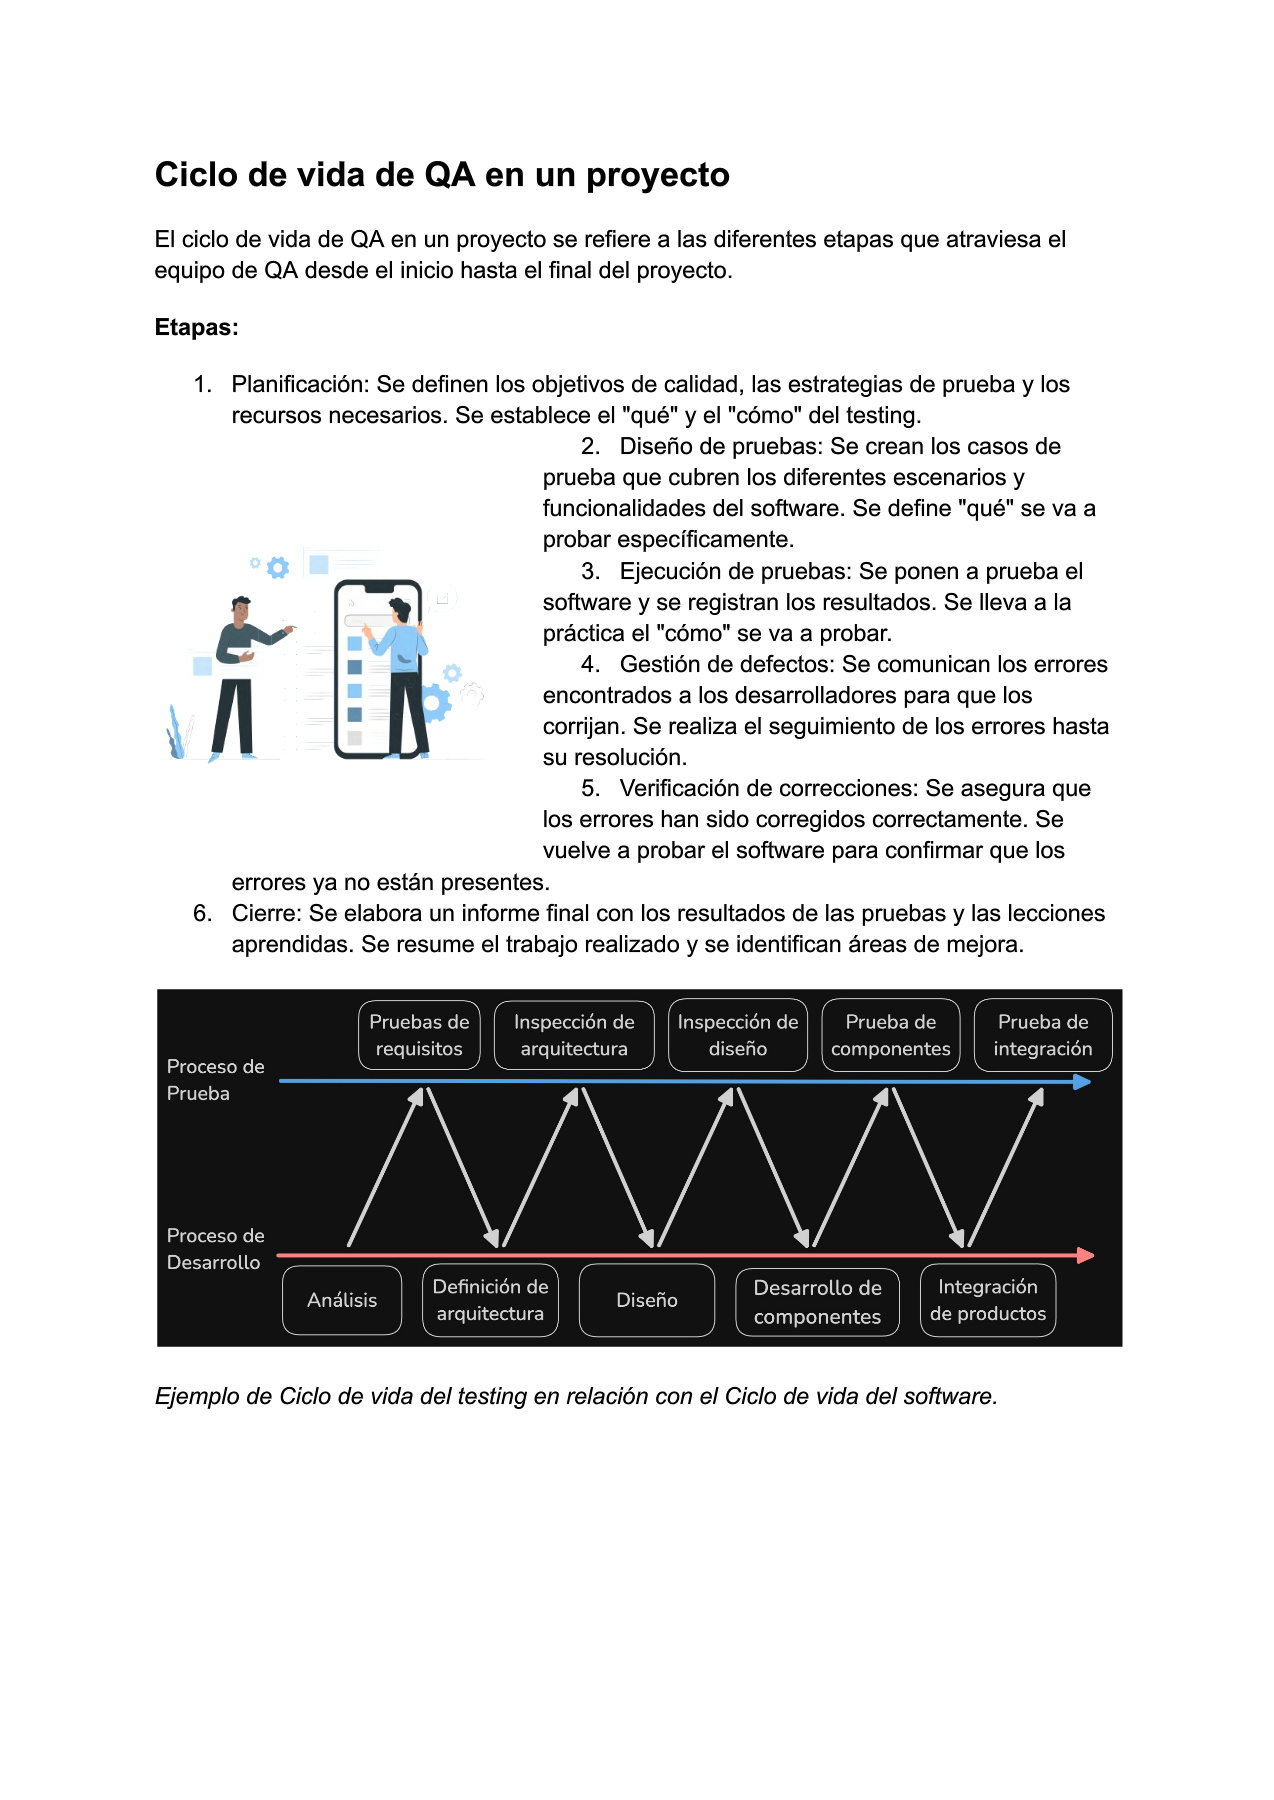 Ciclo de vida de QA en un proyecto
El ciclo de vida de QA en un proyecto se refiere a las diferentes etapas que atraviesa el
equipo de QA desde el inicio hasta el final del proyecto.
Etapas:
1. Planificación: Se definen los objetivos de calidad, las estrategias de prueba y los
recursos necesarios. Se establece el "qué" y el "cómo" del testing.
2. Diseño de pruebas: Se crean los casos de
prueba que cubren los diferentes escenarios y
funcionalidades del software. Se define "qué" se va a
probar específicamente.
3. Ejecución de pruebas: Se ponen a prueba el
software y se registran los resultados. Se lleva a la
práctica el "cómo" se va a probar.
4. Gestión de defectos: Se comunican los errores
encontrados a los desarrolladores para que los
corrijan. Se realiza el seguimiento de los errores hasta
su resolución.
5. Verificación de correcciones: Se asegura que
los errores han sido corregidos correctamente. Se
vuelve a probar el software para confirmar que los
errores ya no están presentes.
6. Cierre: Se elabora un informe final con los resultados de las pruebas y las lecciones
aprendidas. Se resume el trabajo realizado y se identifican áreas de mejora.
Proceso de
Prueba
Pruebas de
requisitos
Inspección de
arquitectura
Inspección de
diseño
Prueba de
componentes
Prueba de
integración
Proceso de
Desarrollo
Análisis
Definición de
arquitectura
Diseño
Desarrollo de
componentes
Integración
de productos
Ejemplo de Ciclo de vida del testing en relación con el Ciclo de vida del software.